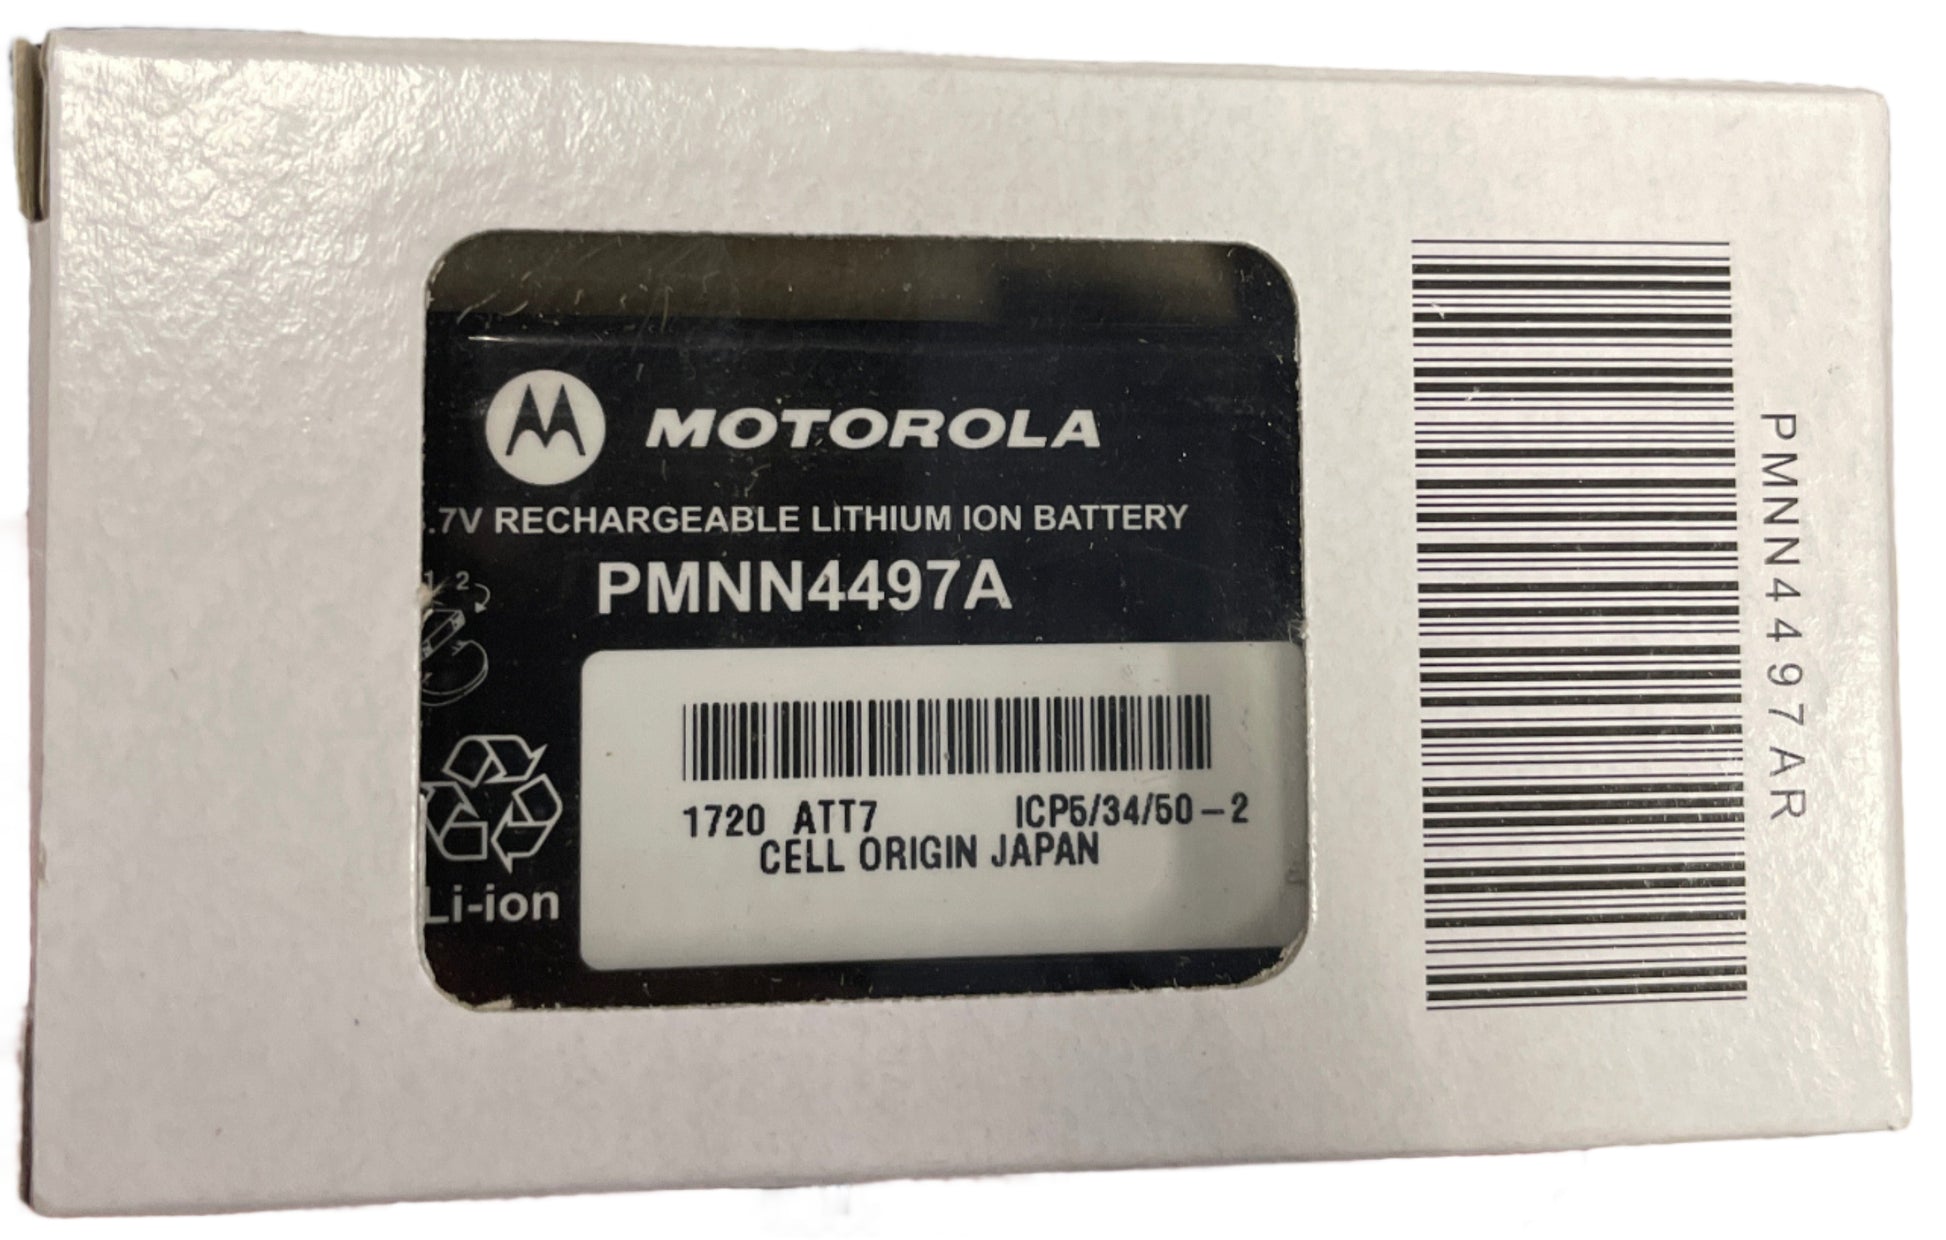 MOTOROLA
.7V RECHARGEABLE LITHIUM ION BATTERY
PMNN4497A
1 2
1720 ATT7 ICP5/34/50-2
CELL ORIGIN JAPAN
Li-ion
PMNN4497AR